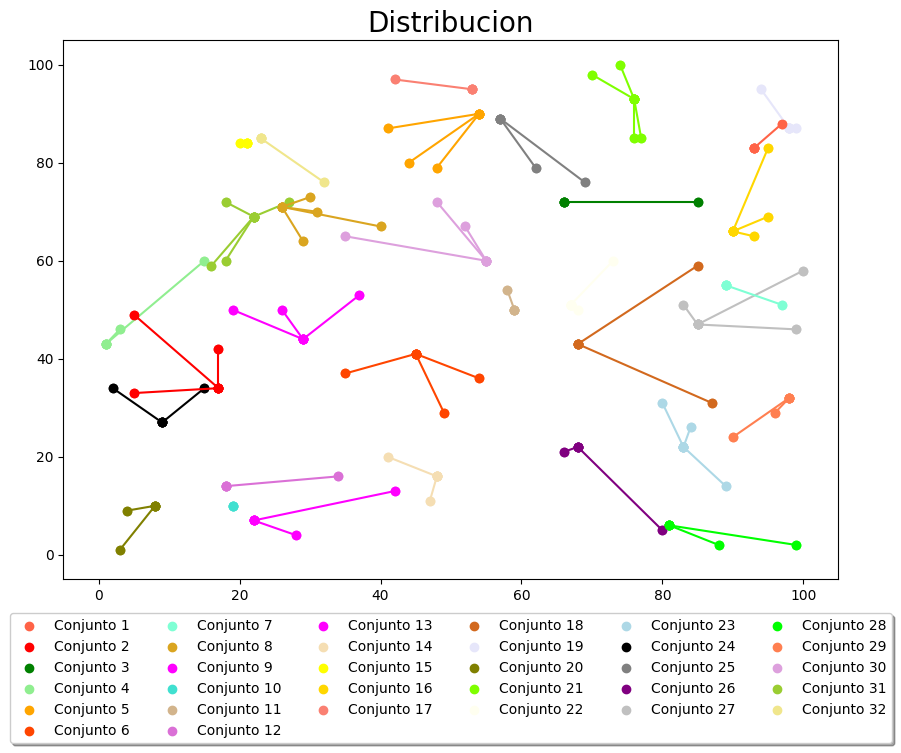 Distribucion
100
80
60
40
20
0
0 20 40 60 80 100
Conjunto 1 Conjunto 7 Conjunto 13 Conjunto 18 Conjunto 23 Conjunto 28
Conjunto 2 Conjunto 8 Conjunto 14 Conjunto 19 Conjunto 24 Conjunto 29
Conjunto 3 Conjunto 9 Conjunto 15 Conjunto 20 Conjunto 25 Conjunto 30
Conjunto 4 Conjunto 10 Conjunto 16 Conjunto 21 Conjunto 26 Conjunto 31
Conjunto 5 Conjunto 11 Conjunto 17 Conjunto 22 Conjunto 27 Conjunto 32
Conjunto 6 Conjunto 12